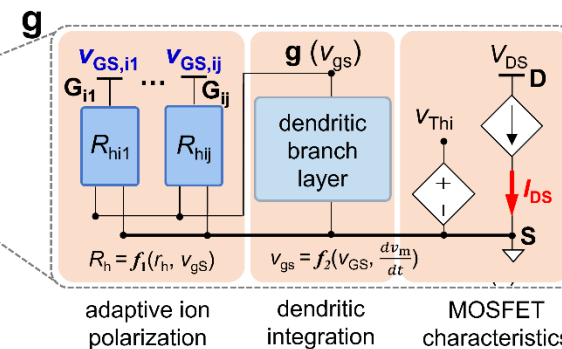 g
v_GS,i1 ... v_GS,ij
G_i1 G_ij
R_hi1 R_hij
R_h = f_1(r_h, v_gS)
adaptive ion
polarization
g (v_gs)
dendritic
branch
layer
v_gs = f_2(v_GS, dv_m/dt)
dendritic
integration
V_DS
D
v_Thi
+
−
I_DS
S
MOSFET
characteristics